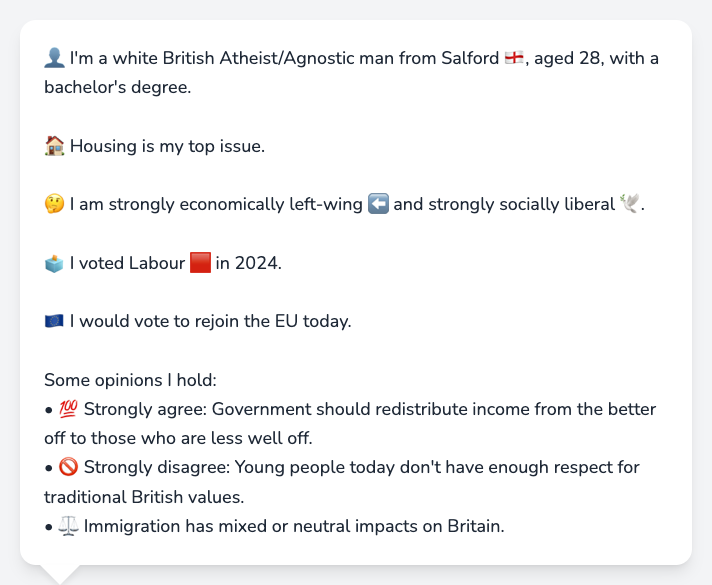 👤 I'm a white British Atheist/Agnostic man from Salford 🏴󠁧󠁢󠁥󠁮󠁧󠁿, aged 28, with a
bachelor's degree.
🏠 Housing is my top issue.
🤔 I am strongly economically left-wing ⬅️ and strongly socially liberal 🕊️.
🗳️ I voted Labour 🟥 in 2024.
🇪🇺 I would vote to rejoin the EU today.
Some opinions I hold:
• 💯 Strongly agree: Government should redistribute income from the better
off to those who are less well off.
• 🚫 Strongly disagree: Young people today don't have enough respect for
traditional British values.
• ⚖️ Immigration has mixed or neutral impacts on Britain.